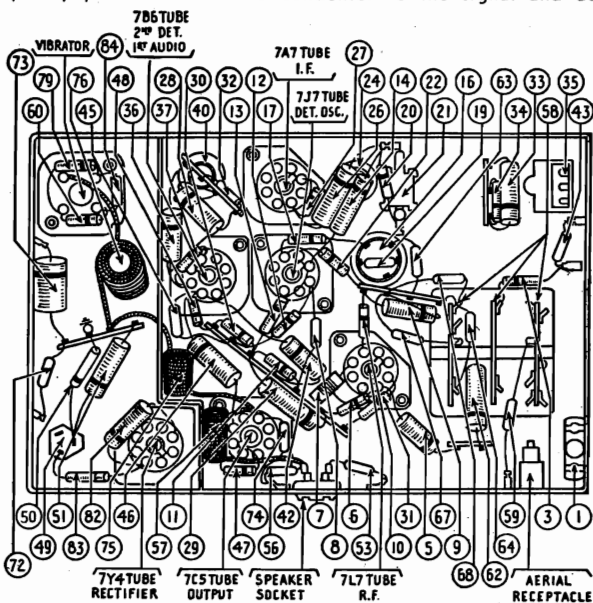 7B6 TUBE
2ND DET.
1ST AUDIO
VIBRATOR
84
7A7 TUBE
I.F.
7J7 TUBE
DET. OSC.
27
73 79 76 48 28 30 32 12 24 14 22 16 63 33 35
60 45 36 37 40 13 17 26 20 21 19 34 58 43
50 51 82 46 11 29 47 74 42 7 6 31 67 59 3 1
49 83 75 57 56 8 53 10 5 9 64
72 68 62
7Y4 TUBE
RECTIFIER
7C5 TUBE
OUTPUT
SPEAKER
SOCKET
7L7 TUBE
R.F.
AERIAL
RECEPTACLE